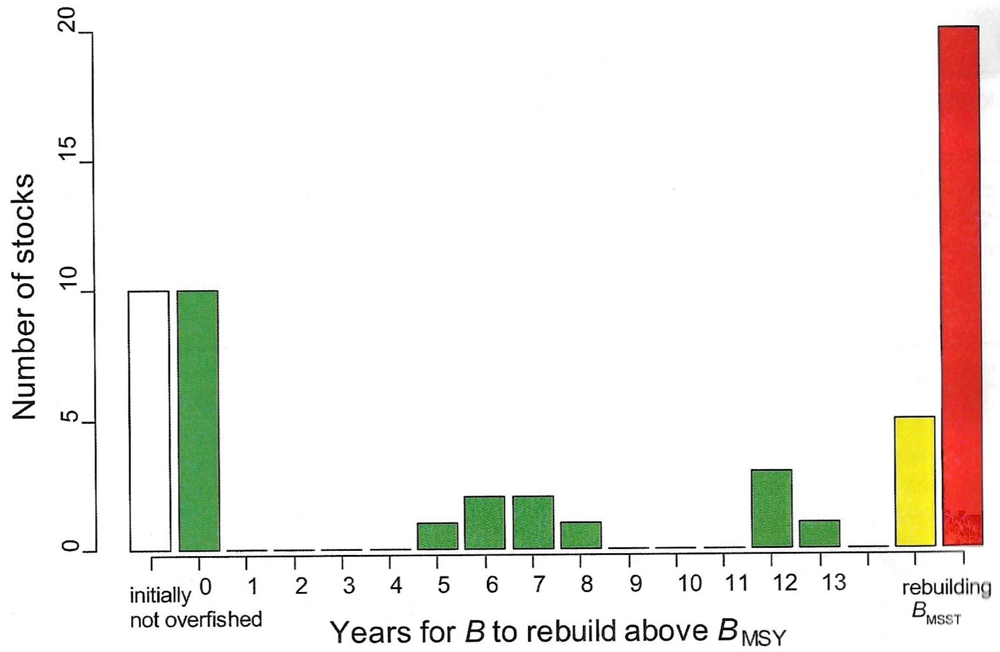 Number of stocks
20
15
10
5
0
initially
not overfished
0 1 2 3 4 5 6 7 8 9 10 11 12 13
rebuilding
BMSST
Years for B to rebuild above BMSY